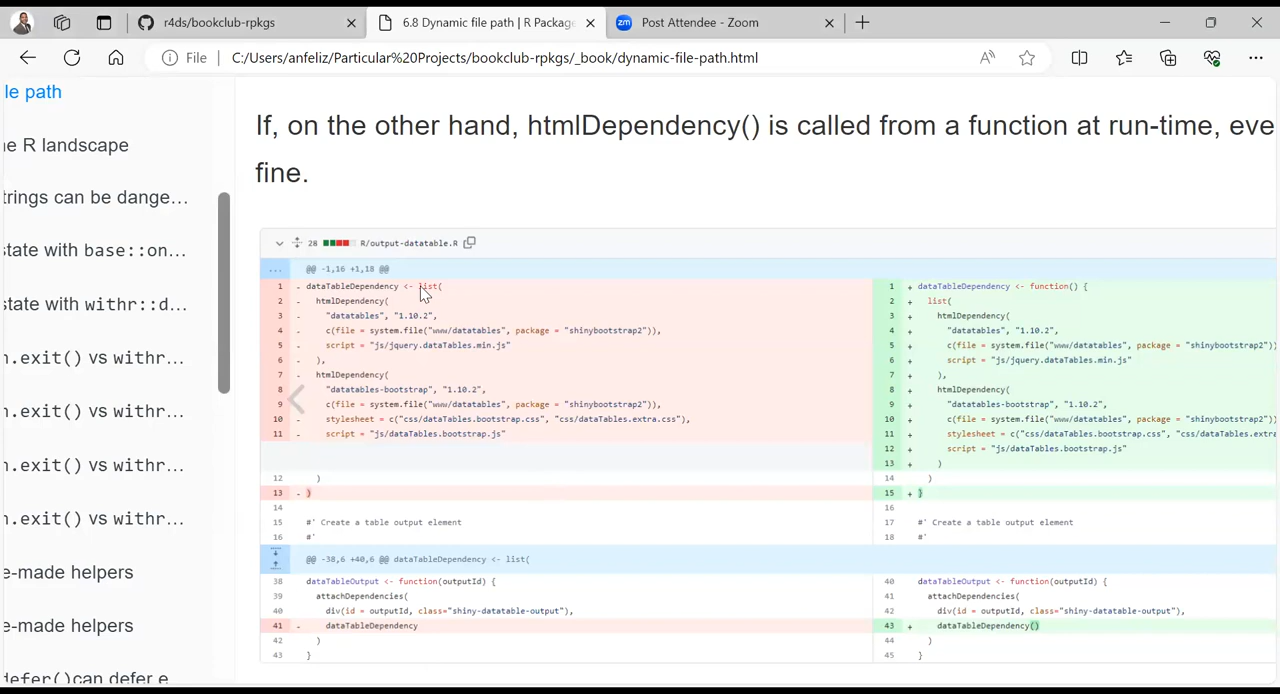 r4ds/bookclub-rpkgs
6.8 Dynamic file path | R Package
zm Post Attendee - Zoom
File C:/Users/anfeliz/Particular%20Projects/bookclub-rpkgs/_book/dynamic-file-path.html
le path
ne R landscape
trings can be dange...
state with base::on...
state with withr::d...
n.exit() vs withr...
n.exit() vs withr...
n.exit() vs withr...
n.exit() vs withr...
e-made helpers
e-made helpers
defer()can defer e
If, on the other hand, htmlDependency() is called from a function at run-time, eve
fine.
28 R/output-datatable.R
... @@ -1,16 +1,18 @@
1 - dataTableDependency <- list(
2 - htmlDependency(
3 - "datatables", "1.10.2",
4 - c(file = system.file("www/datatables", package = "shinybootstrap2")),
5 - script = "js/jquery.dataTables.min.js"
6 - ),
7 - htmlDependency(
8 - "datatables-bootstrap", "1.10.2",
9 - c(file = system.file("www/datatables", package = "shinybootstrap2")),
10 - stylesheet = c("css/dataTables.bootstrap.css", "css/dataTables.extra.css"),
11 - script = "js/dataTables.bootstrap.js"
12 )
13 - )
14
15 #' Create a table output element
16 #'
@@ -38,6 +40,6 @@ dataTableDependency <- list(
38 dataTableOutput <- function(outputId) {
39 attachDependencies(
40 div(id = outputId, class="shiny-datatable-output"),
41 - dataTableDependency
42 )
43 }
1 + dataTableDependency <- function() {
2 + list(
3 + htmlDependency(
4 + "datatables", "1.10.2",
5 + c(file = system.file("www/datatables", package = "shinybootstrap2"))
6 + script = "js/jquery.dataTables.min.js"
7 + ),
8 + htmlDependency(
9 + "datatables-bootstrap", "1.10.2",
10 + c(file = system.file("www/datatables", package = "shinybootstrap2"))
11 + stylesheet = c("css/dataTables.bootstrap.css", "css/dataTables.extra
12 + script = "js/dataTables.bootstrap.js"
13 + )
14 )
15 + }
16
17 #' Create a table output element
18 #'
40 dataTableOutput <- function(outputId) {
41 attachDependencies(
42 div(id = outputId, class="shiny-datatable-output"),
43 + dataTableDependency()
44 )
45 }